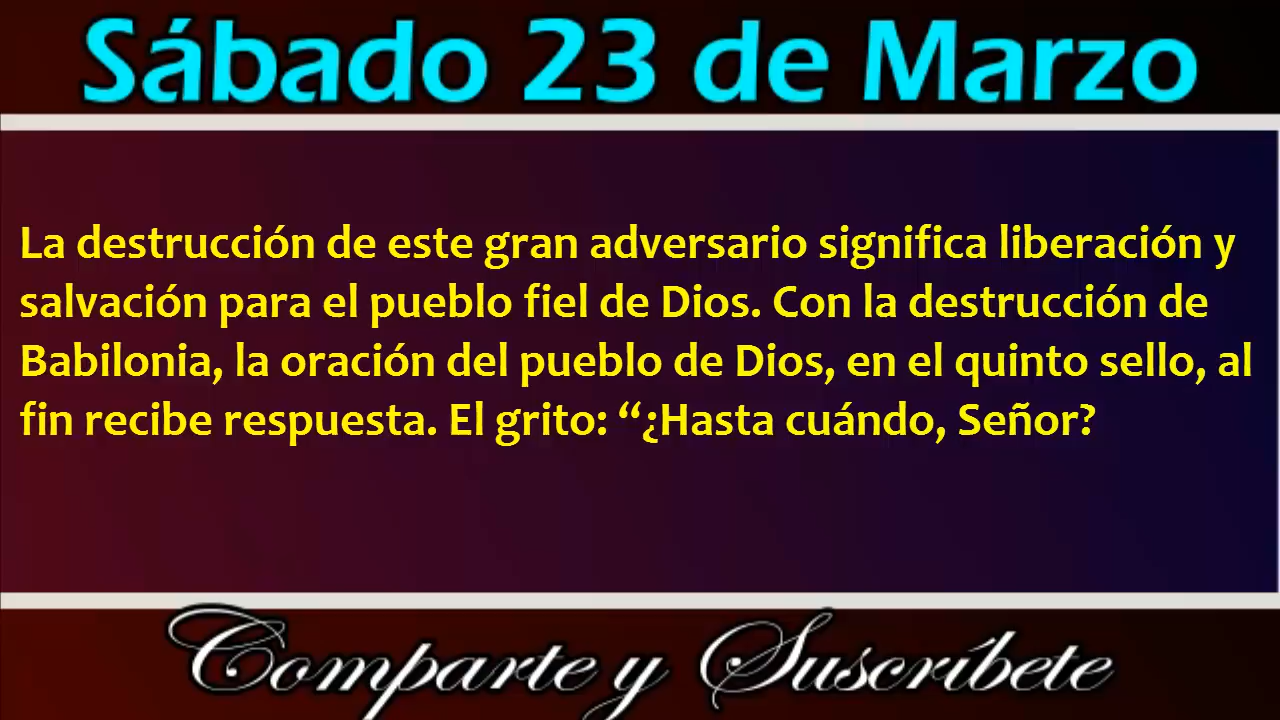 Sábado 23 de Marzo
La destrucción de este gran adversario significa liberación y
salvación para el pueblo fiel de Dios. Con la destrucción de
Babilonia, la oración del pueblo de Dios, en el quinto sello, al
fin recibe respuesta. El grito: “¿Hasta cuándo, Señor?
Comparte y Suscríbete